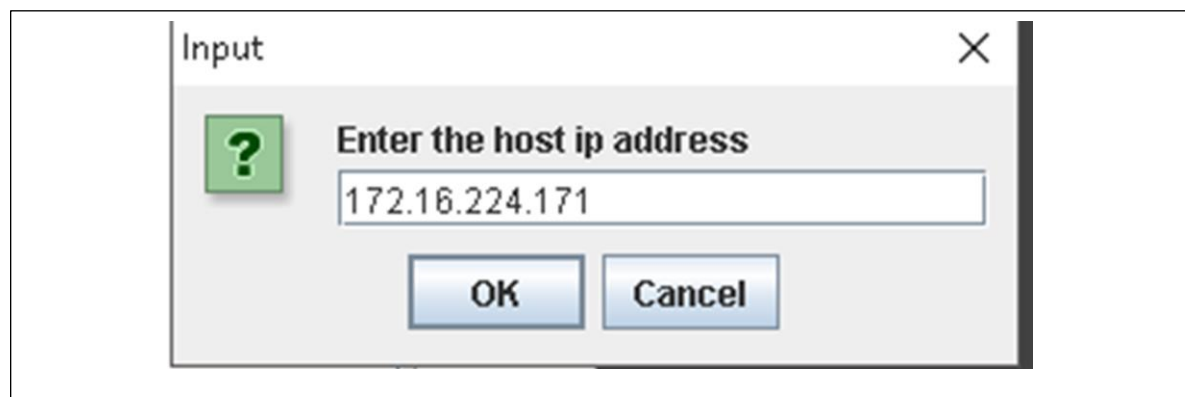 Input
Enter the host ip address
172.16.224.171
OK Cancel